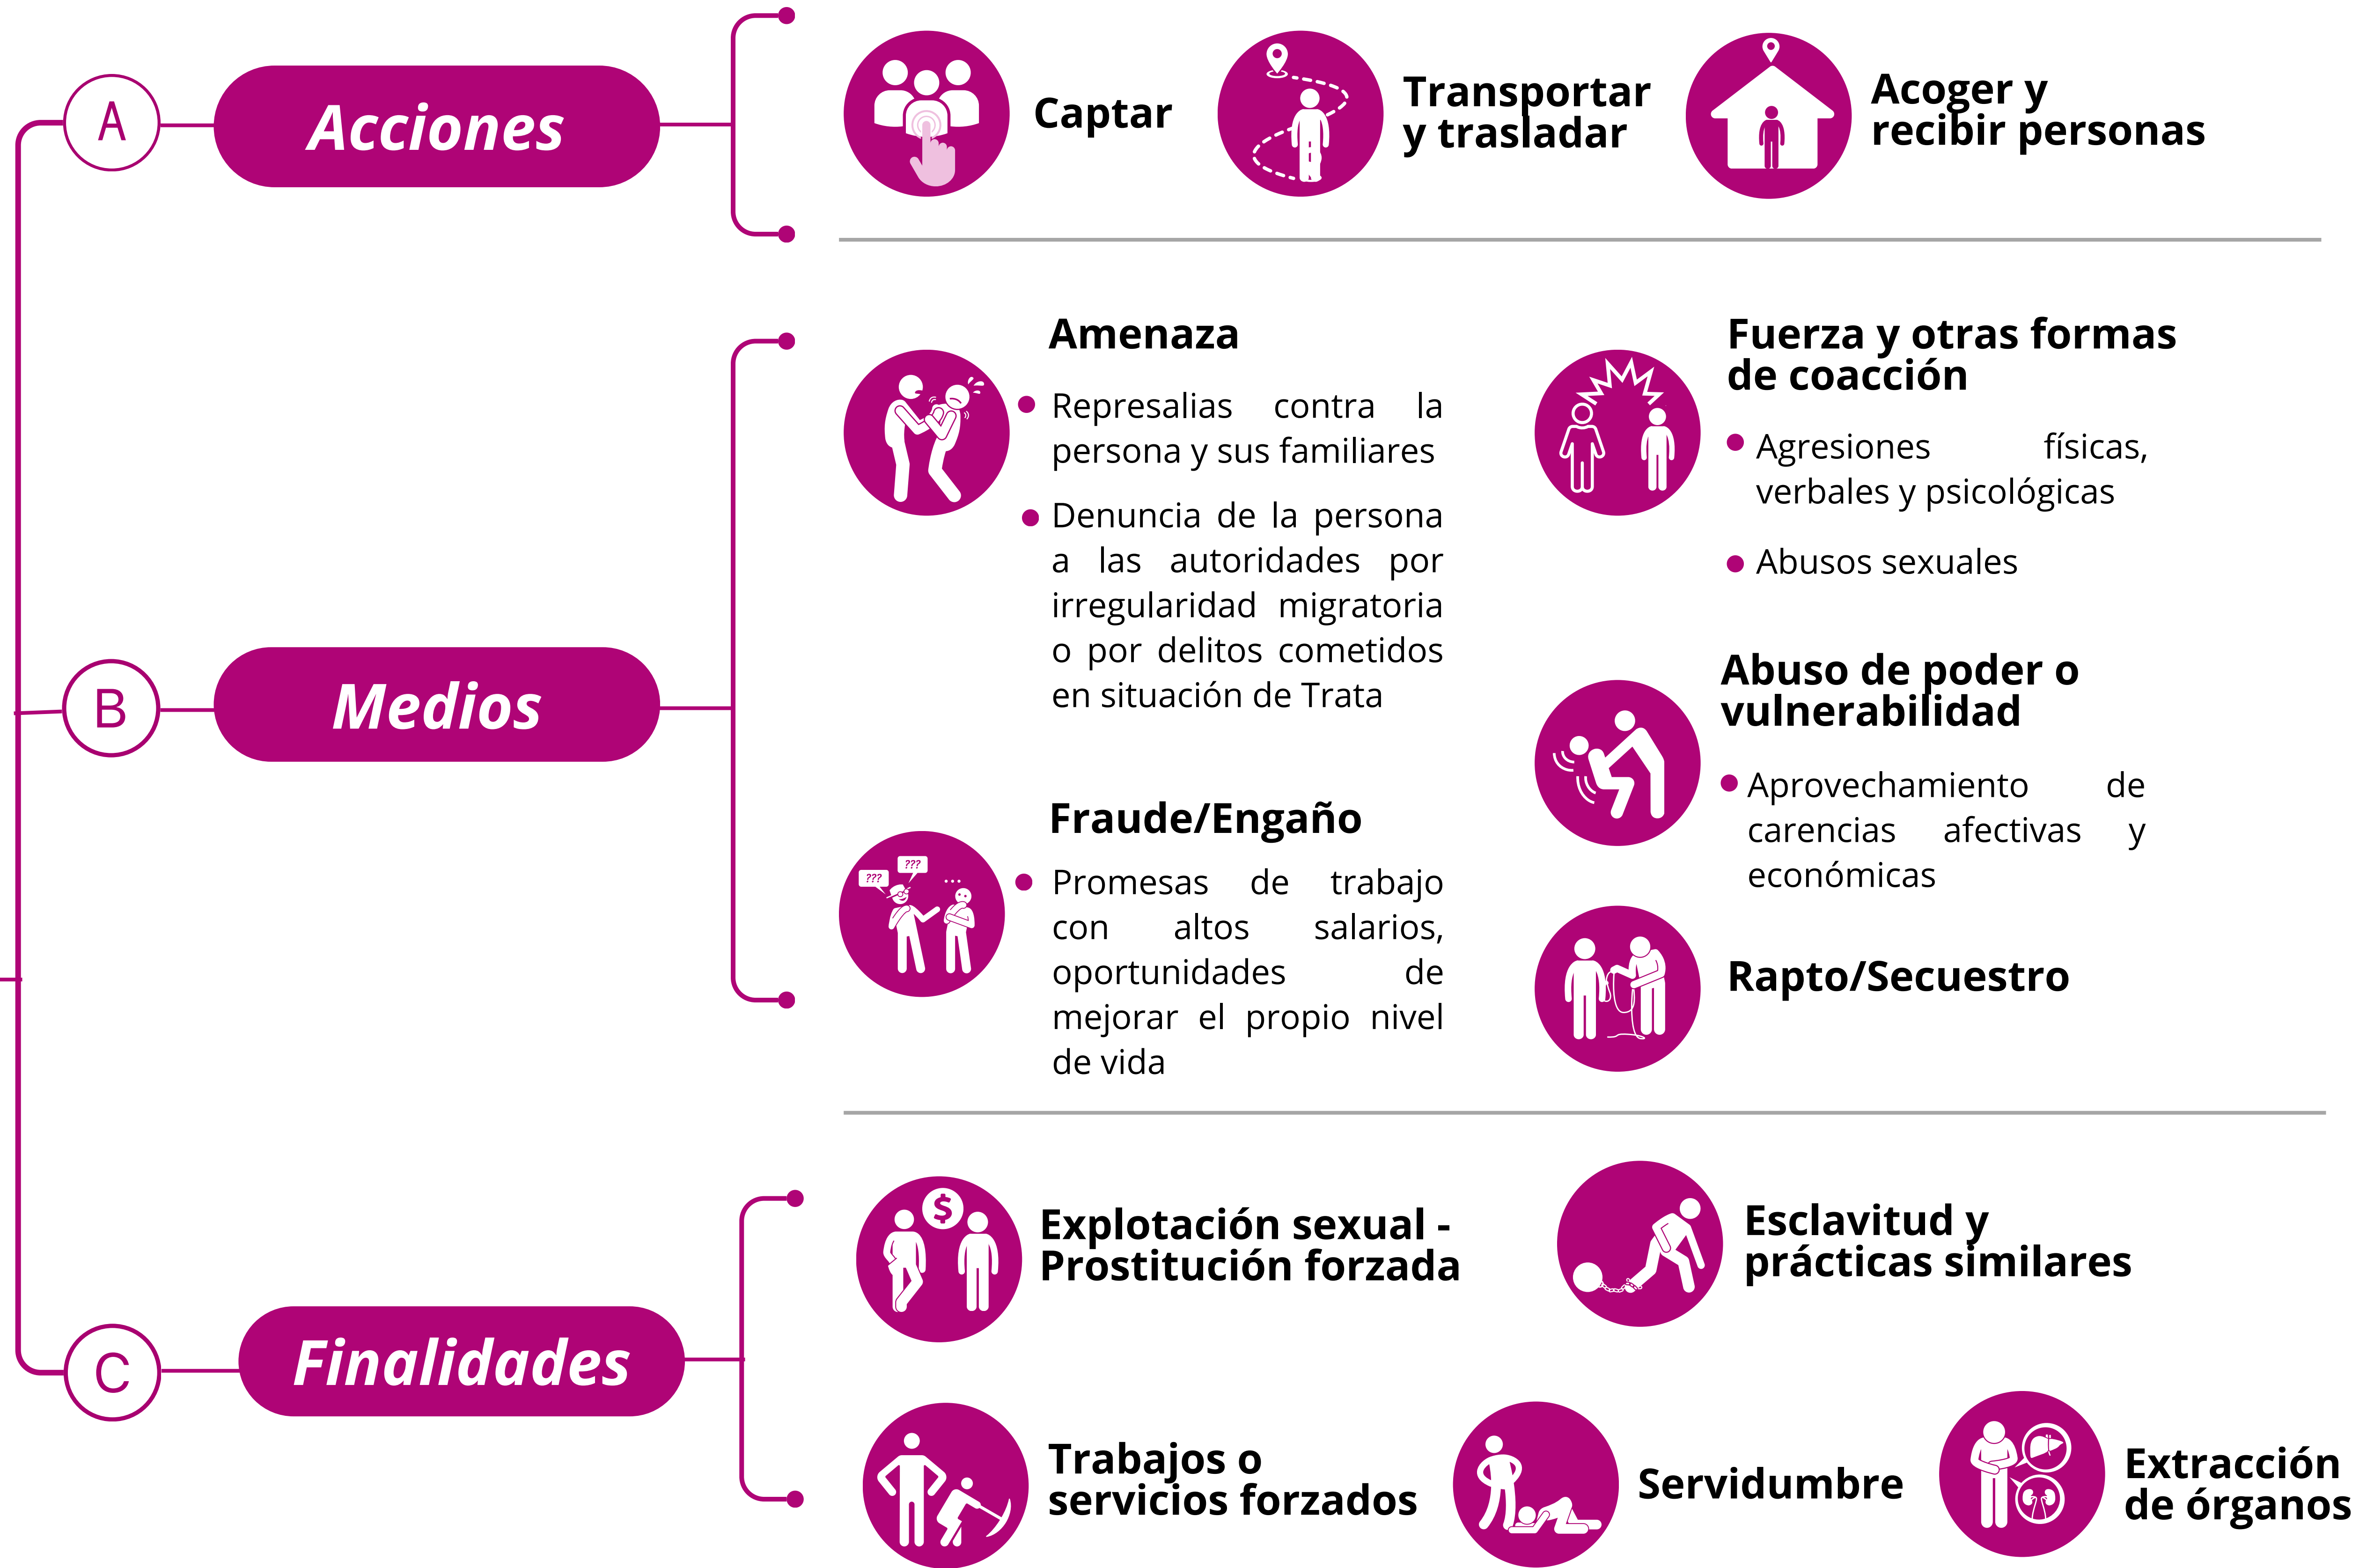 A
Acciones
Captar
Transportar
y trasladar
Acoger y
recibir personas
B
Medios
Amenaza
Represalias contra la
persona y sus familiares
Denuncia de la persona
a las autoridades por
irregularidad migratoria
o por delitos cometidos
en situación de Trata
Fraude/Engaño
???
???
...
Promesas de trabajo
con altos salarios,
oportunidades de
mejorar el propio nivel
de vida
Fuerza y otras formas
de coacción
Agresiones físicas,
verbales y psicológicas
Abusos sexuales
Abuso de poder o
vulnerabilidad
Aprovechamiento de
carencias afectivas y
económicas
Rapto/Secuestro
C
Finalidades
$
Explotación sexual -
Prostitución forzada
Esclavitud y
prácticas similares
Trabajos o
servicios forzados
Servidumbre
Extracción
de órganos